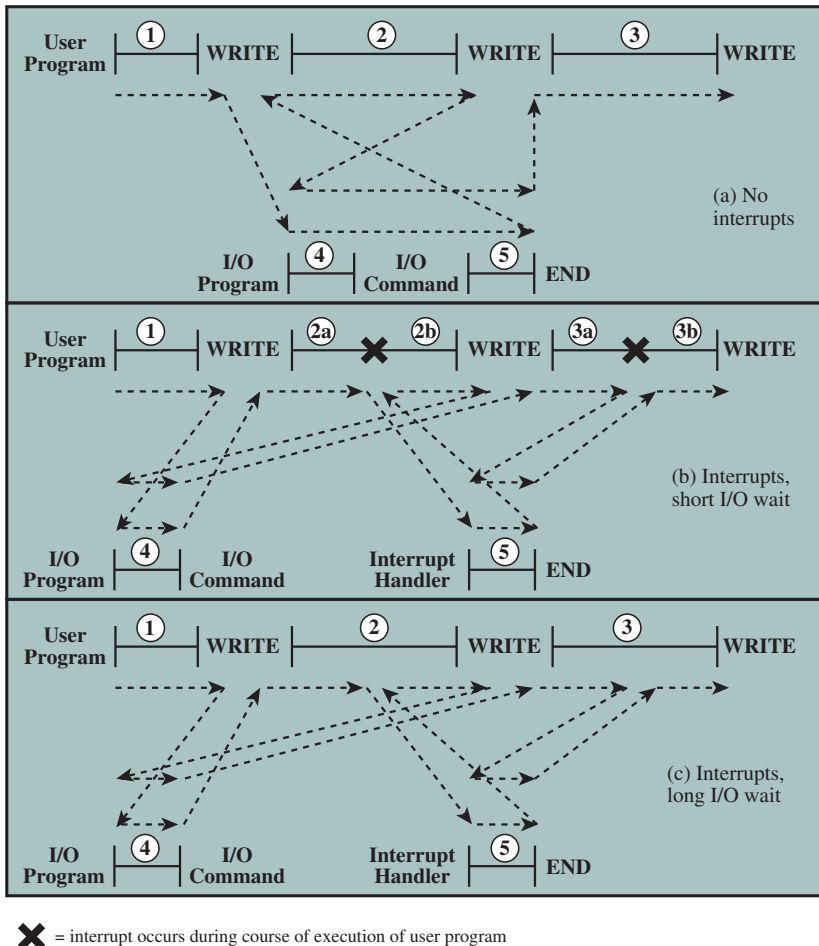 User
Program
1
WRITE
2
WRITE
3
WRITE
(a) No
interrupts
I/O
Program
4
I/O
Command
5
END
User
Program
1
WRITE
2a
2b
WRITE
3a
3b
WRITE
(b) Interrupts,
short I/O wait
I/O
Program
4
I/O
Command
Interrupt
Handler
5
END
User
Program
1
WRITE
2
WRITE
3
WRITE
(c) Interrupts,
long I/O wait
I/O
Program
4
I/O
Command
Interrupt
Handler
5
END
= interrupt occurs during course of execution of user program